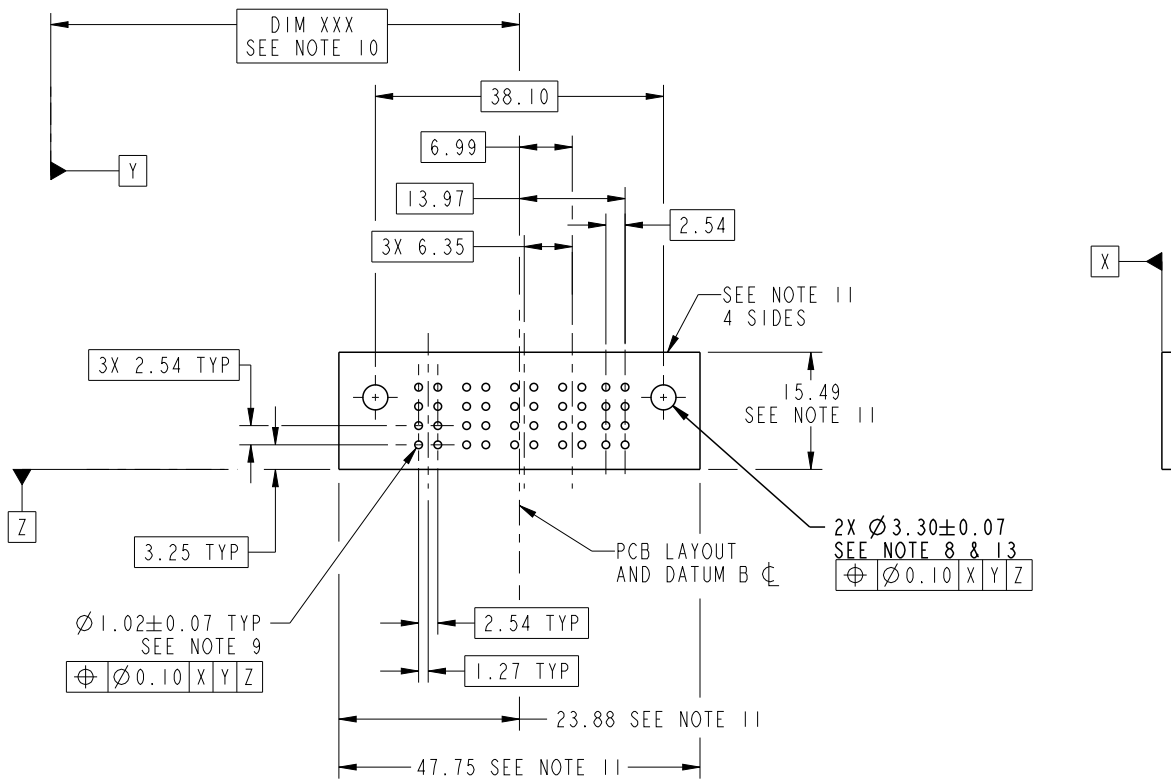 DIM XXX
SEE NOTE 10
38.10
Y
6.99
13.97
2.54
3X 6.35
X
SEE NOTE 11
4 SIDES
3X 2.54 TYP
15.49
SEE NOTE 11
Z
2X Ø3.30±0.07
SEE NOTE 8 & 13
⌖ Ø0.10 X Y Z
3.25 TYP
PCB LAYOUT
AND DATUM B ℄
Ø1.02±0.07 TYP
SEE NOTE 9
⌖ Ø0.10 X Y Z
2.54 TYP
1.27 TYP
23.88 SEE NOTE 11
47.75 SEE NOTE 11